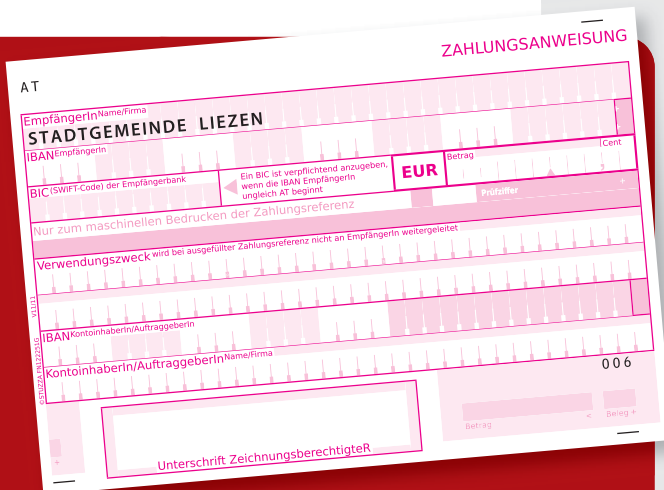 ZAHLUNGSANWEISUNG
AT
EmpfängerIn Name/Firma
STADTGEMEINDE LIEZEN
IBAN EmpfängerIn
BIC (SWIFT-Code) der Empfängerbank
Ein BIC ist verpflichtend anzugeben,
wenn die IBAN EmpfängerIn
ungleich AT beginnt
EUR
Betrag
Cent
Nur zum maschinellen Bedrucken der Zahlungsreferenz
Prüfziffer
+
Verwendungszweck wird bei ausgefüllter Zahlungsreferenz nicht an EmpfängerIn weitergeleitet
IBAN KontoinhaberIn/AuftraggeberIn
KontoinhaberIn/AuftraggeberIn Name/Firma
V11/11
006
Unterschrift ZeichnungsberechtigteR
Betrag
<
Beleg +
+